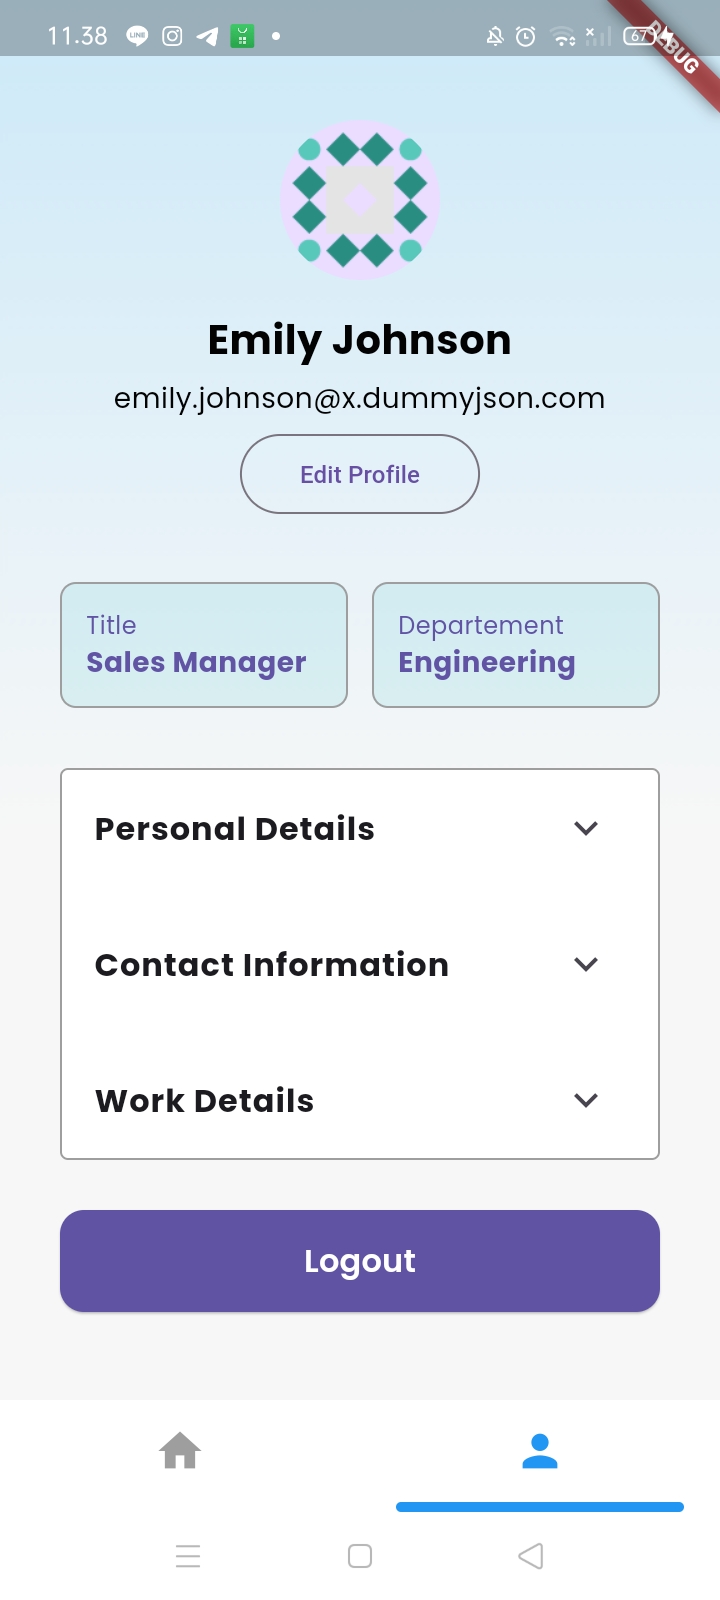 11.38
LINE
67
DEBUG
Emily Johnson
emily.johnson@x.dummyjson.com
Edit Profile
Title
Sales Manager
Departement
Engineering
Personal Details
Contact Information
Work Details
Logout